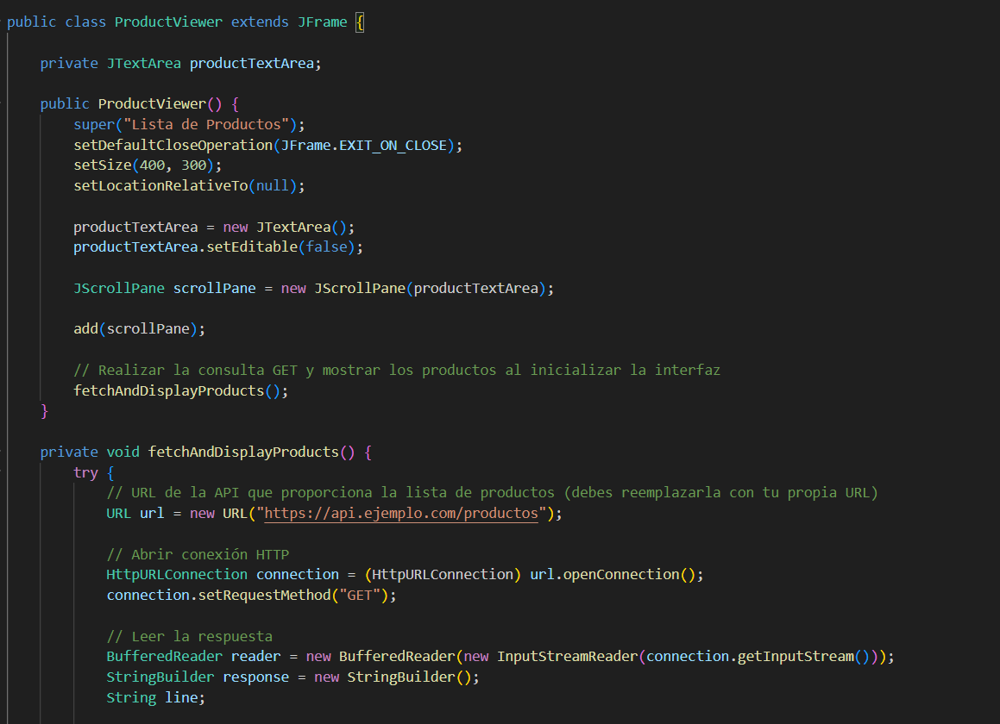 public class ProductViewer extends JFrame {
private JTextArea productTextArea;
public ProductViewer() {
super("Lista de Productos");
setDefaultCloseOperation(JFrame.EXIT_ON_CLOSE);
setSize(400, 300);
setLocationRelativeTo(null);
productTextArea = new JTextArea();
productTextArea.setEditable(false);
JScrollPane scrollPane = new JScrollPane(productTextArea);
add(scrollPane);
// Realizar la consulta GET y mostrar los productos al inicializar la interfaz
fetchAndDisplayProducts();
}
private void fetchAndDisplayProducts() {
try {
// URL de la API que proporciona la lista de productos (debes reemplazarla con tu propia URL)
URL url = new URL("https://api.ejemplo.com/productos");
// Abrir conexión HTTP
HttpURLConnection connection = (HttpURLConnection) url.openConnection();
connection.setRequestMethod("GET");
// Leer la respuesta
BufferedReader reader = new BufferedReader(new InputStreamReader(connection.getInputStream()));
StringBuilder response = new StringBuilder();
String line;